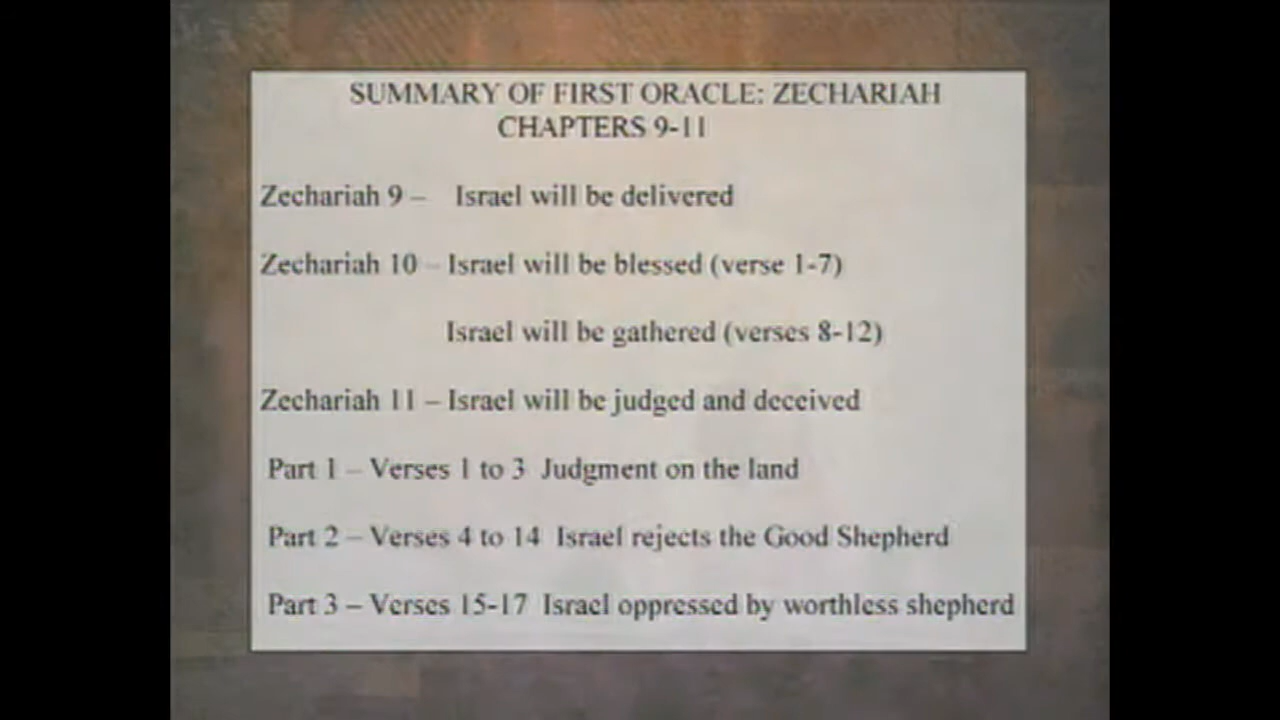 SUMMARY OF FIRST ORACLE: ZECHARIAH
CHAPTERS 9-11
Zechariah 9 – Israel will be delivered
Zechariah 10 – Israel will be blessed (verse 1-7)
Israel will be gathered (verses 8-12)
Zechariah 11 – Israel will be judged and deceived
Part 1 – Verses 1 to 3 Judgment on the land
Part 2 – Verses 4 to 14 Israel rejects the Good Shepherd
Part 3 – Verses 15-17 Israel oppressed by worthless shepherd